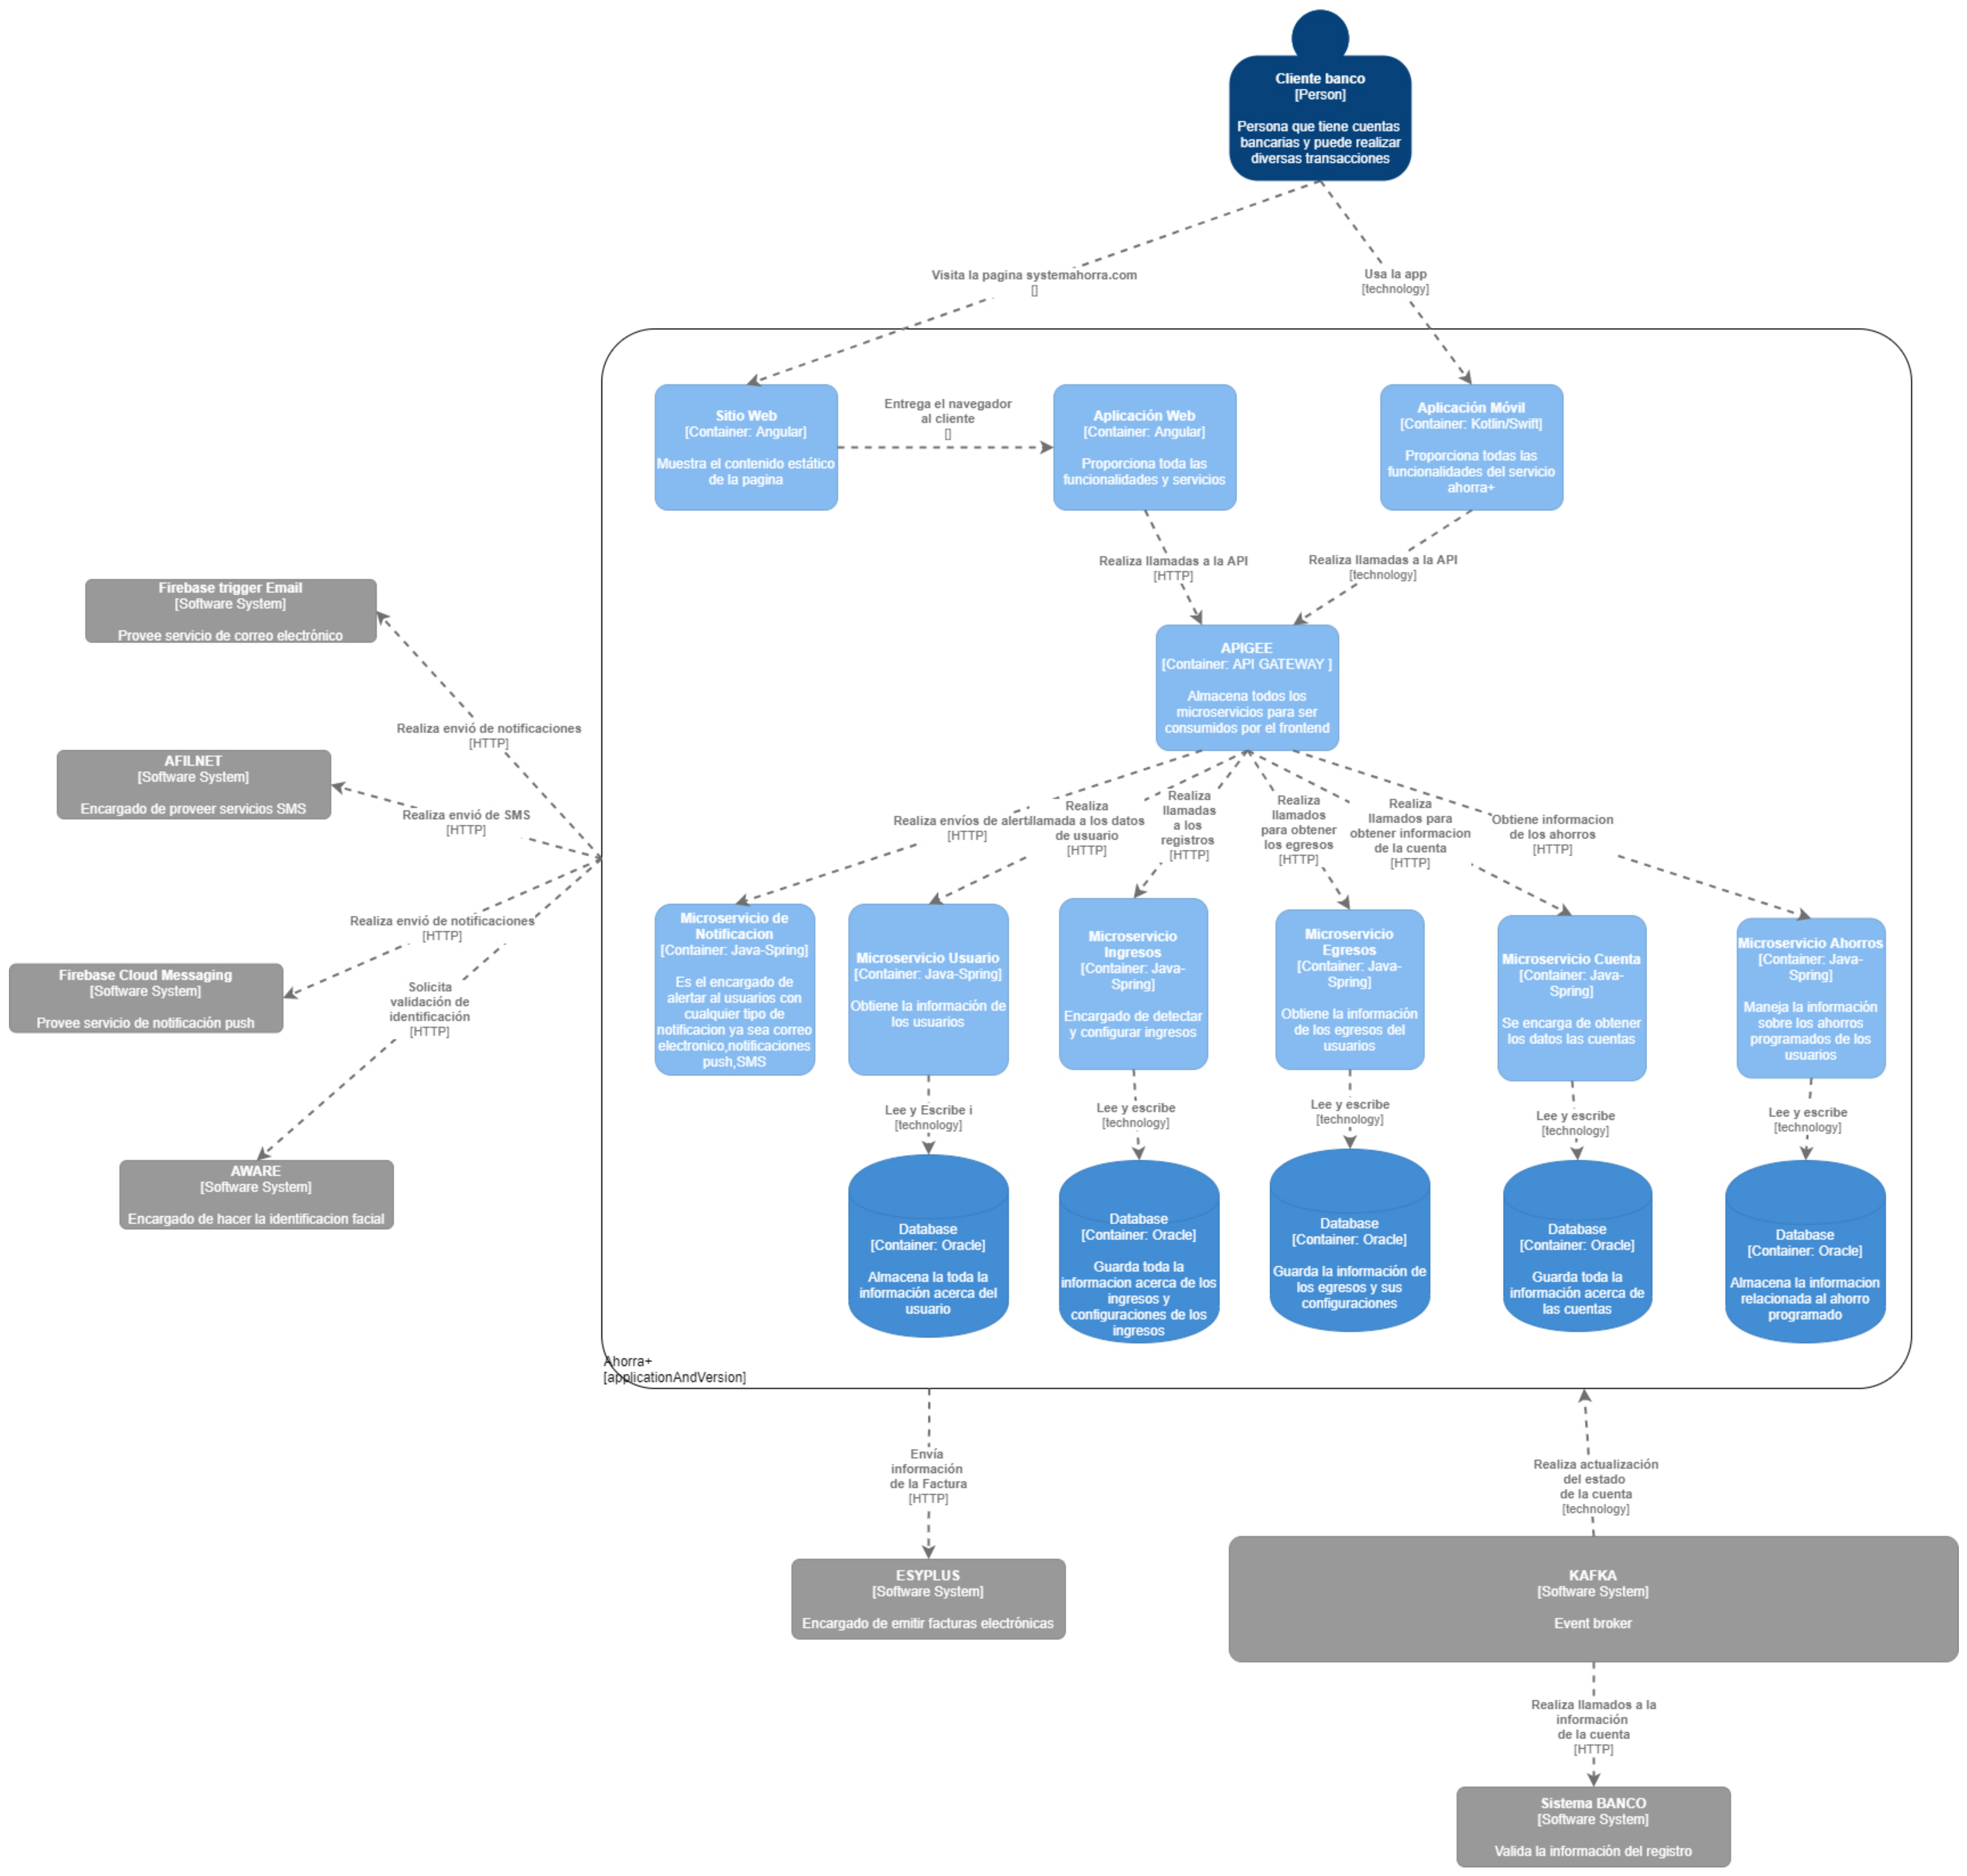 Cliente banco
[Person]
Persona que tiene cuentas
bancarias y puede realizar
diversas transacciones
Visita la pagina systemahorra.com
[]
Usa la app
[technology]
Sitio Web
[Container: Angular]
Muestra el contenido estático
de la pagina
Entrega el navegador
al cliente
[]
Aplicación Web
[Container: Angular]
Proporciona toda las
funcionalidades y servicios
Aplicación Móvil
[Container: Kotlin/Swift]
Proporciona todas las
funcionalidades del servicio
ahorra+
Realiza llamadas a la API
[HTTP]
Realiza llamadas a la API
[technology]
APIGEE
[Container: API GATEWAY ]
Almacena todos los
microservicios para ser
consumidos por el frontend
Firebase trigger Email
[Software System]
Provee servicio de correo electrónico
Realiza envió de notificaciones
[HTTP]
AFILNET
[Software System]
Encargado de proveer servicios SMS
Realiza envió de SMS
[HTTP]
Realiza envió de notificaciones
[HTTP]
Firebase Cloud Messaging
[Software System]
Provee servicio de notificación push
Solicita
validación de
identificación
[HTTP]
AWARE
[Software System]
Encargado de hacer la identificacion facial
Realiza envíos de alert
[HTTP]
Realiza
llamada a los datos
de usuario
[HTTP]
Realiza
llamadas
a los
registros
[HTTP]
Realiza
llamados
para obtener
los egresos
[HTTP]
Realiza
llamados para
obtener informacion
de la cuenta
[HTTP]
Obtiene informacion
de los ahorros
[HTTP]
Microservicio de
Notificacion
[Container: Java-Spring]
Es el encargado de
alertar al usuarios con
cualquier tipo de
notificacion ya sea correo
electronico,notificaciones
push,SMS
Microservicio Usuario
[Container: Java-Spring]
Obtiene la información de
los usuarios
Microservicio
Ingresos
[Container: Java-
Spring]
Encargado de detectar
y configurar ingresos
Microservicio
Egresos
[Container: Java-
Spring]
Obtiene la información
de los egresos del
usuarios
Microservicio Cuenta
[Container: Java-
Spring]
Se encarga de obtener
los datos las cuentas
Microservicio Ahorros
[Container: Java-
Spring]
Maneja la información
sobre los ahorros
programados de los
usuarios
Lee y Escribe i
[technology]
Lee y escribe
[technology]
Lee y escribe
[technology]
Lee y escribe
[technology]
Lee y escribe
[technology]
Database
[Container: Oracle]
Almacena la toda la
información acerca del
usuario
Database
[Container: Oracle]
Guarda toda la
informacion acerca de los
ingresos y
configuraciones de los
ingresos
Database
[Container: Oracle]
Guarda la información de
los egresos y sus
configuraciones
Database
[Container: Oracle]
Guarda toda la
información acerca de
las cuentas
Database
[Container: Oracle]
Almacena la informacion
relacionada al ahorro
programado
Ahorra+
[applicationAndVersion]
Envía
información
de la Factura
[HTTP]
ESYPLUS
[Software System]
Encargado de emitir facturas electrónicas
Realiza actualización
del estado
de la cuenta
[technology]
KAFKA
[Software System]
Event broker
Realiza llamados a la
información
de la cuenta
[HTTP]
Sistema BANCO
[Software System]
Valida la información del registro